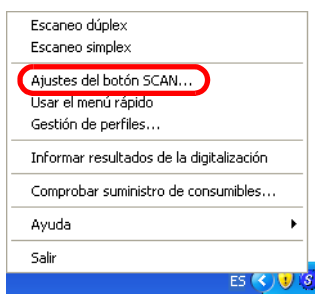 Escaneo dúplex
Escaneo simplex
Ajustes del botón SCAN...
Usar el menú rápido
Gestión de perfiles...
Informar resultados de la digitalización
Comprobar suministro de consumibles...
Ayuda
Salir
ES
S